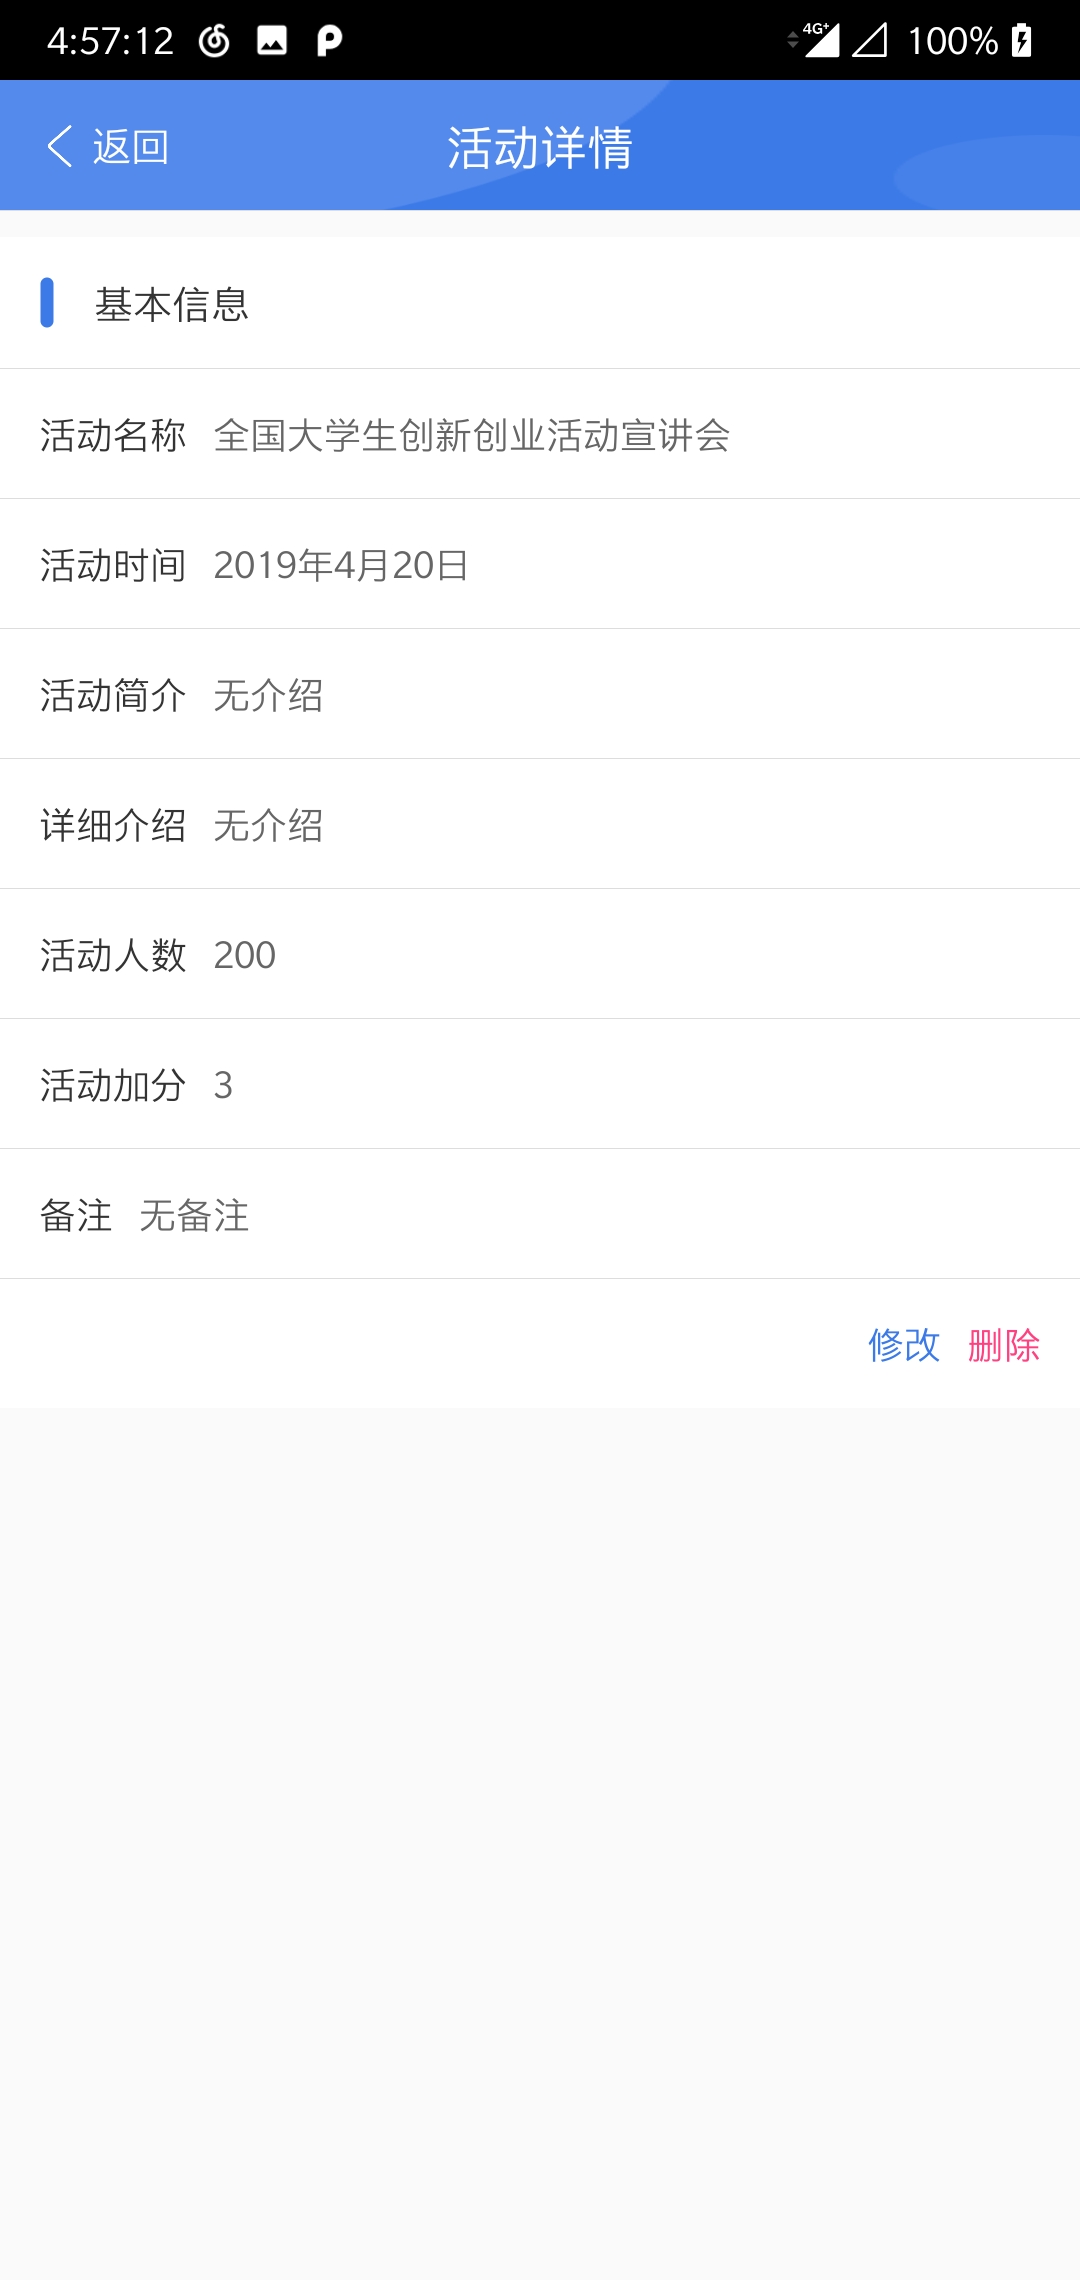 4:57:12 4G+ 100%
返回 活动详情
基本信息
活动名称 全国大学生创新创业活动宣讲会
活动时间 2019年4月20日
活动简介 无介绍
详细介绍 无介绍
活动人数 200
活动加分 3
备注 无备注
修改 删除